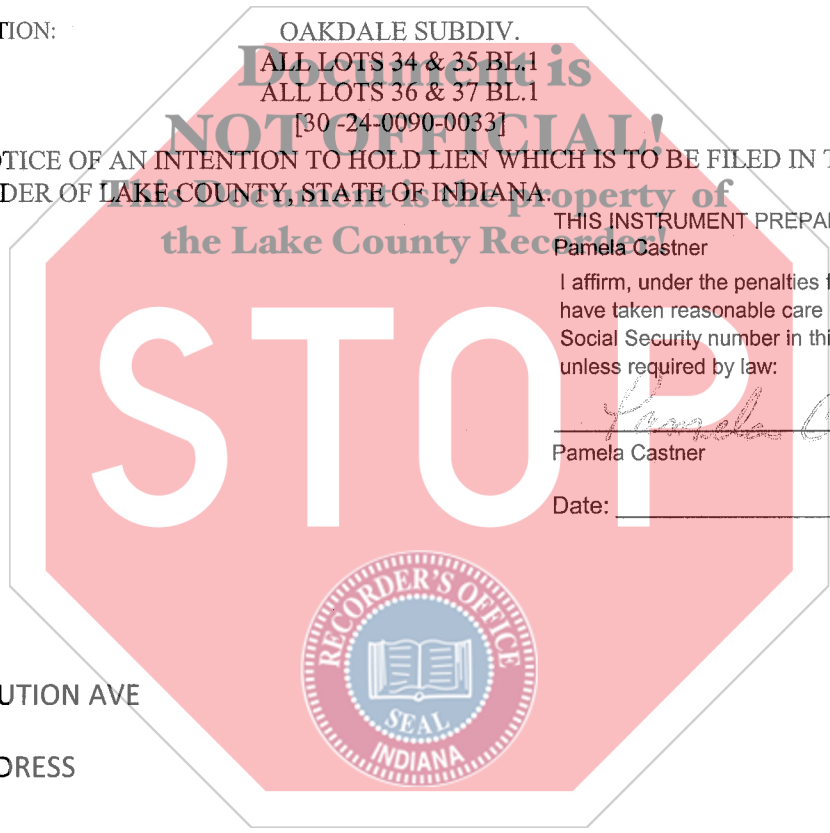 TION:
OAKDALE SUBDIV.
ALL LOTS 34 & 35 BL.1
ALL LOTS 36 & 37 BL.1
[30 -24-0090-0033]
OTICE OF AN INTENTION TO HOLD LIEN WHICH IS TO BE FILED IN T
DER OF LAKE COUNTY, STATE OF INDIANA.
Document is
NOT OFFICIAL!
This Document is the property of
the Lake County Recorder!
THIS INSTRUMENT PREPA
Pamela Castner
I affirm, under the penalties f
have taken reasonable care
Social Security number in thi
unless required by law:
Pamela C
Pamela Castner
Date:
STOP
RECORDER'S OFFICE
SEAL
INDIANA
UTION AVE
DRESS